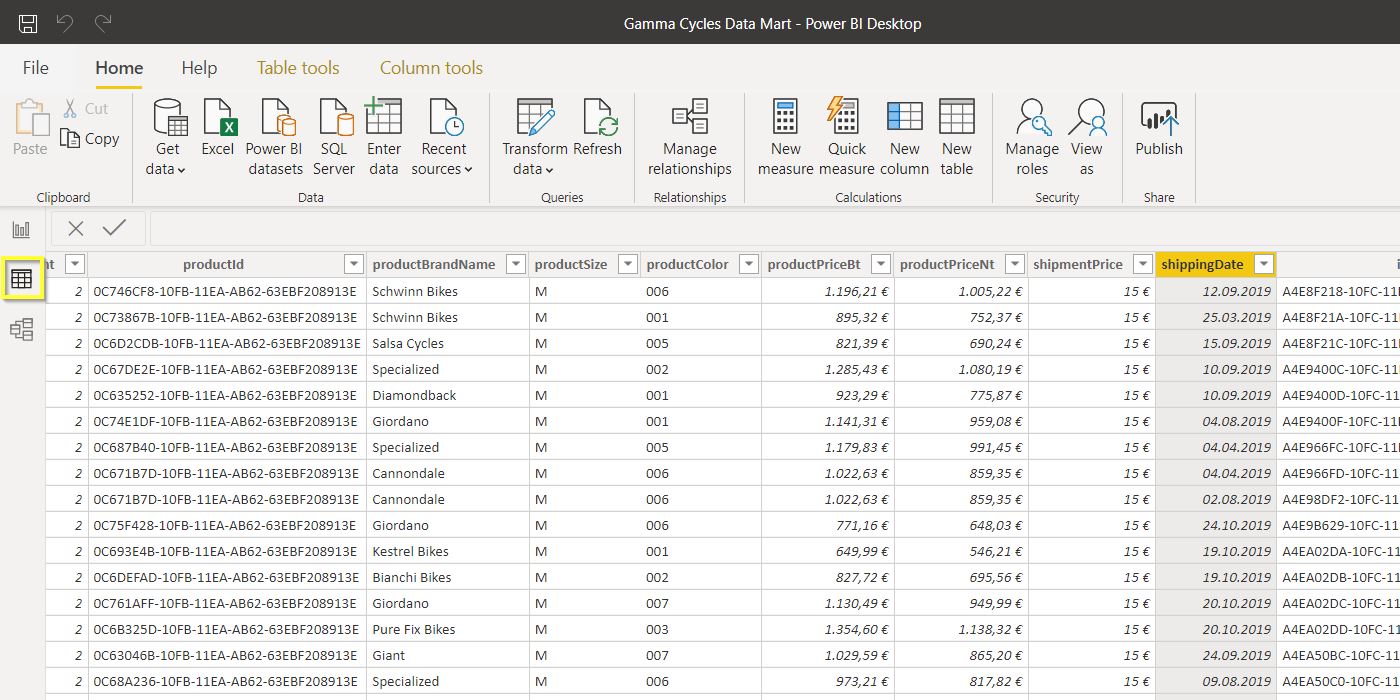 Gamma Cycles Data Mart - Power BI Desktop
File Home Help Table tools Column tools
Paste Cut Copy
Get data Excel Power BI datasets SQL Server Enter data Recent sources Transform data Refresh Manage relationships New measure Quick measure New column New table Manage roles View as Publish
Clipboard Data Queries Relationships Calculations Security Share
nt productId productBrandName productSize productColor productPriceBt productPriceNt shipmentPrice shippingDate i
2 0C746CF8-10FB-11EA-AB62-63EBF208913E Schwinn Bikes M 006 1.196,21 € 1.005,22 € 15 € 12.09.2019 A4E8F218-10FC-11E
2 0C73867B-10FB-11EA-AB62-63EBF208913E Schwinn Bikes M 001 895,32 € 752,37 € 15 € 25.03.2019 A4E8F21A-10FC-11E
2 0C6D2CDB-10FB-11EA-AB62-63EBF208913E Salsa Cycles M 005 821,39 € 690,24 € 15 € 15.09.2019 A4E8F21C-10FC-11E
2 0C67DE2E-10FB-11EA-AB62-63EBF208913E Specialized M 002 1.285,43 € 1.080,19 € 15 € 10.09.2019 A4E9400C-10FC-11
2 0C635252-10FB-11EA-AB62-63EBF208913E Diamondback M 001 923,29 € 775,87 € 15 € 10.09.2019 A4E9400D-10FC-11
2 0C74E1DF-10FB-11EA-AB62-63EBF208913E Giordano M 001 1.141,31 € 959,08 € 15 € 04.08.2019 A4E9400F-10FC-11E
2 0C687B40-10FB-11EA-AB62-63EBF208913E Specialized M 005 1.179,83 € 991,45 € 15 € 04.04.2019 A4E966FC-10FC-11E
2 0C671B7D-10FB-11EA-AB62-63EBF208913E Cannondale M 006 1.022,63 € 859,35 € 15 € 04.04.2019 A4E966FD-10FC-11
2 0C671B7D-10FB-11EA-AB62-63EBF208913E Cannondale M 006 1.022,63 € 859,35 € 15 € 02.08.2019 A4E98DF2-10FC-11
2 0C75F428-10FB-11EA-AB62-63EBF208913E Giordano M 006 771,16 € 648,03 € 15 € 24.10.2019 A4E9B629-10FC-11
2 0C693E4B-10FB-11EA-AB62-63EBF208913E Kestrel Bikes M 001 649,99 € 546,21 € 15 € 19.10.2019 A4EA02DA-10FC-11
2 0C6DEFAD-10FB-11EA-AB62-63EBF208913E Bianchi Bikes M 002 827,72 € 695,56 € 15 € 19.10.2019 A4EA02DB-10FC-11
2 0C761AFF-10FB-11EA-AB62-63EBF208913E Giordano M 007 1.130,49 € 949,99 € 15 € 20.10.2019 A4EA02DC-10FC-11
2 0C6B325D-10FB-11EA-AB62-63EBF208913E Pure Fix Bikes M 003 1.354,60 € 1.138,32 € 15 € 20.10.2019 A4EA02DD-10FC-11
2 0C63046B-10FB-11EA-AB62-63EBF208913E Giant M 007 1.029,59 € 865,20 € 15 € 24.09.2019 A4EA50BC-10FC-11
2 0C68A236-10FB-11EA-AB62-63EBF208913E Specialized M 006 973,21 € 817,82 € 15 € 09.08.2019 A4EA50C0-10FC-11